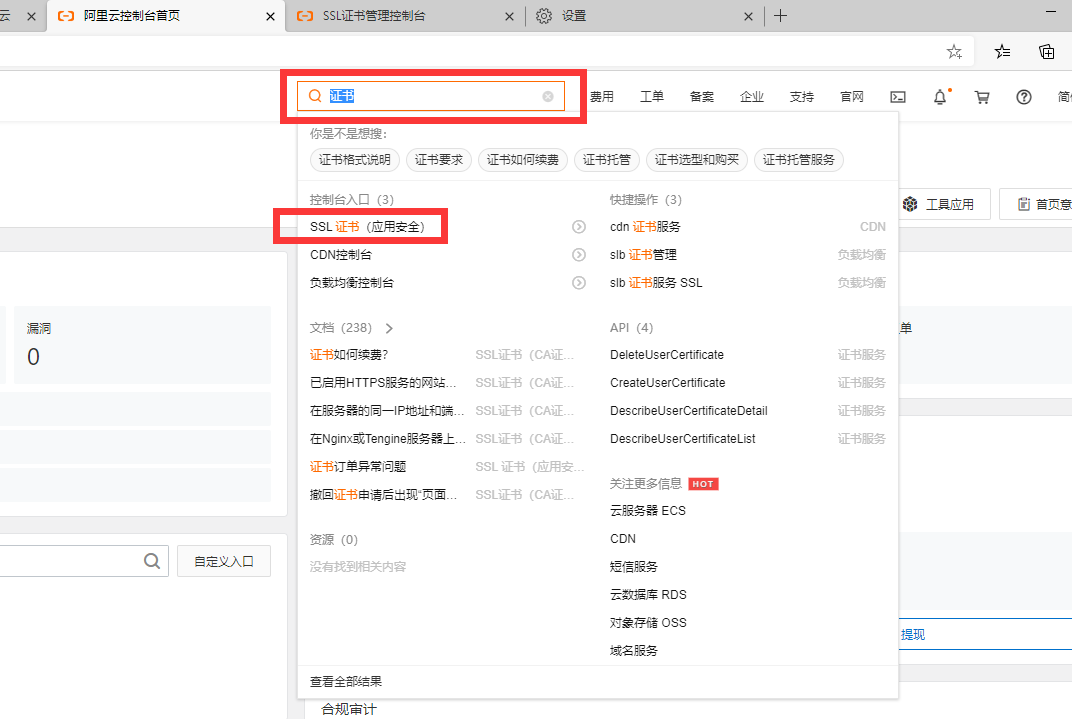 云
阿里云控制台首页
SSL证书管理控制台
设置
证书
费用
工单
备案
企业
支持
官网
你是不是想搜:
证书格式说明
证书要求
证书如何续费
证书托管
证书选型和购买
证书托管服务
控制台入口 (3)
快捷操作 (3)
SSL 证书（应用安全）
cdn 证书服务
CDN
CDN控制台
slb 证书管理
负载均衡
负载均衡控制台
slb 证书服务 SSL
负载均衡
工具应用
首页意
漏洞
0
单
文档 (238)
API (4)
证书如何续费?
SSL证书（CA证...
DeleteUserCertificate
证书服务
已启用HTTPS服务的网站...
SSL证书（CA证...
CreateUserCertificate
证书服务
在服务器的同一IP地址和端...
SSL证书（CA证...
DescribeUserCertificateDetail
证书服务
在Nginx或Tengine服务器上...
SSL证书（CA证...
DescribeUserCertificateList
证书服务
证书订单异常问题
SSL 证书（应用安...
撤回证书申请后出现“页面...
SSL证书（CA证...
关注更多信息 HOT
云服务器 ECS
资源 (0)
CDN
没有找到相关内容
短信服务
云数据库 RDS
对象存储 OSS
域名服务
自定义入口
提现
查看全部结果
合规审计